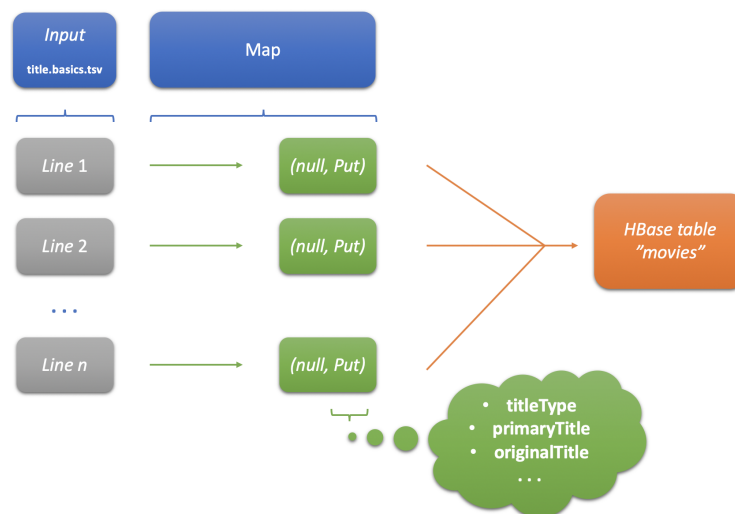 Input
title.basics.tsv
Map
Line 1
(null, Put)
Line 2
(null, Put)
HBase table
"movies"
...
Line n
(null, Put)
• titleType
• primaryTitle
• originalTitle
...